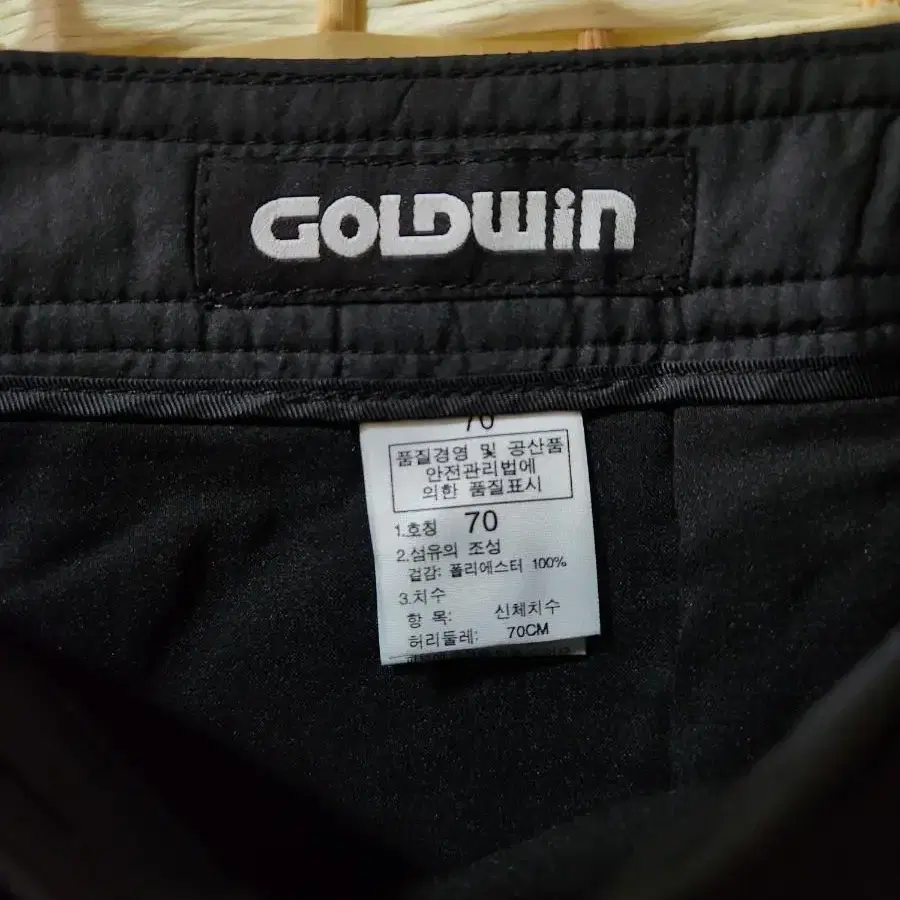 GOLDWIN
70
품질경영 및 공산품
안전관리법에
의한 품질표시
1.호칭 70
2.섬유의 조성
겉감: 폴리에스터 100%
3.치수
항 목: 신체치수
허리둘레: 70CM